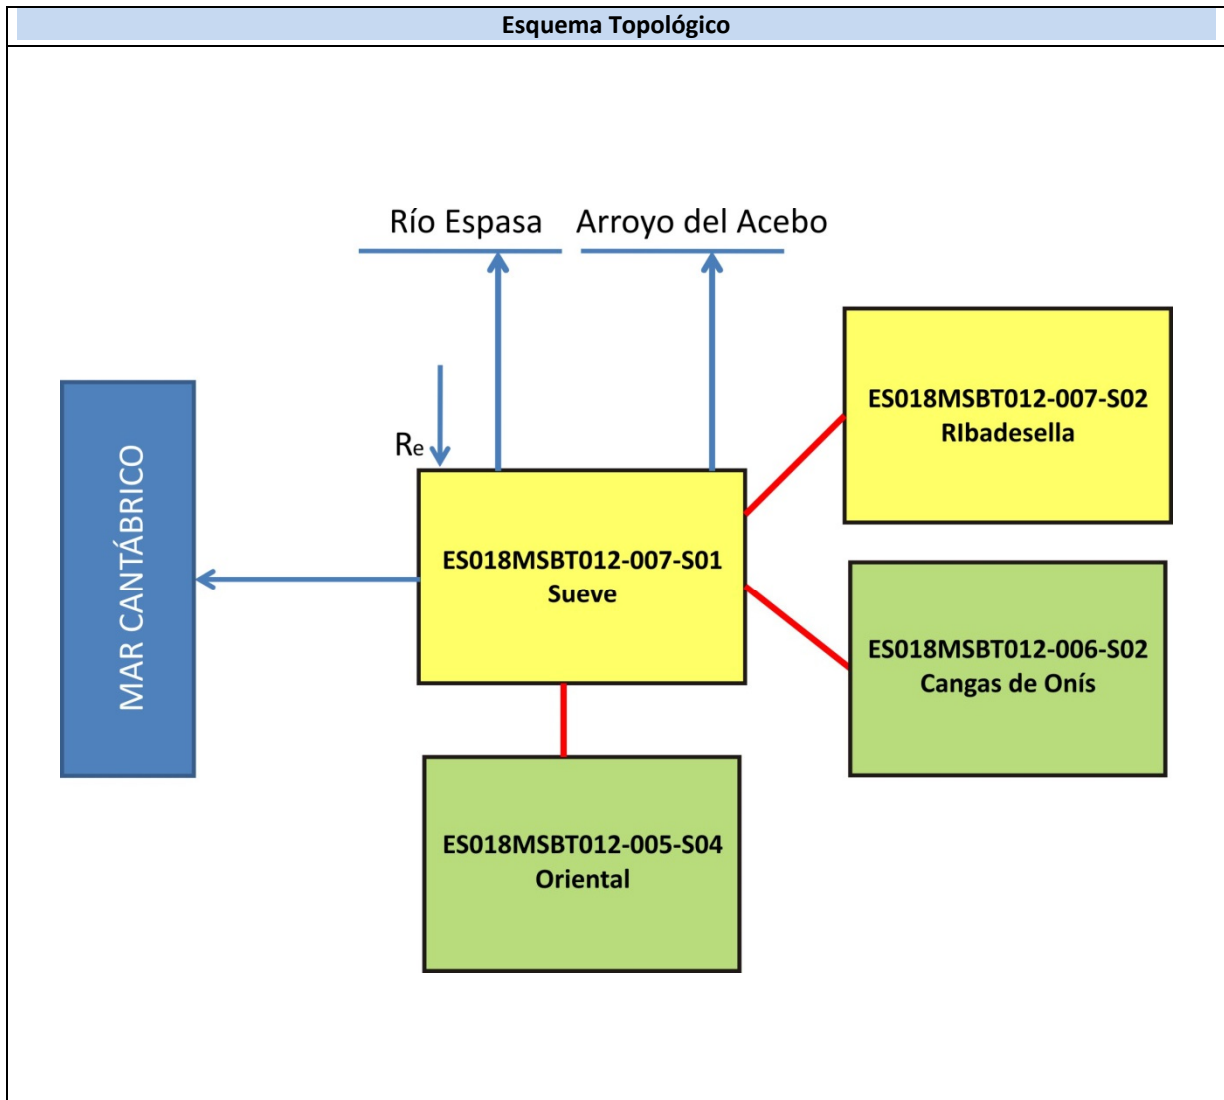 Esquema Topológico
Río Espasa
Arroyo del Acebo
Re
MAR CANTÁBRICO
ES018MSBT012-007-S01
Sueve
ES018MSBT012-007-S02
RIbadesella
ES018MSBT012-006-S02
Cangas de Onís
ES018MSBT012-005-S04
Oriental